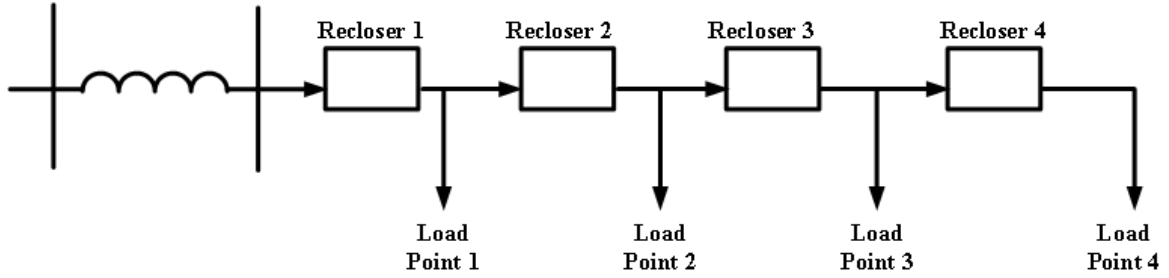 Recloser 1
Recloser 2
Recloser 3
Recloser 4
Load
Point 1
Load
Point 2
Load
Point 3
Load
Point 4